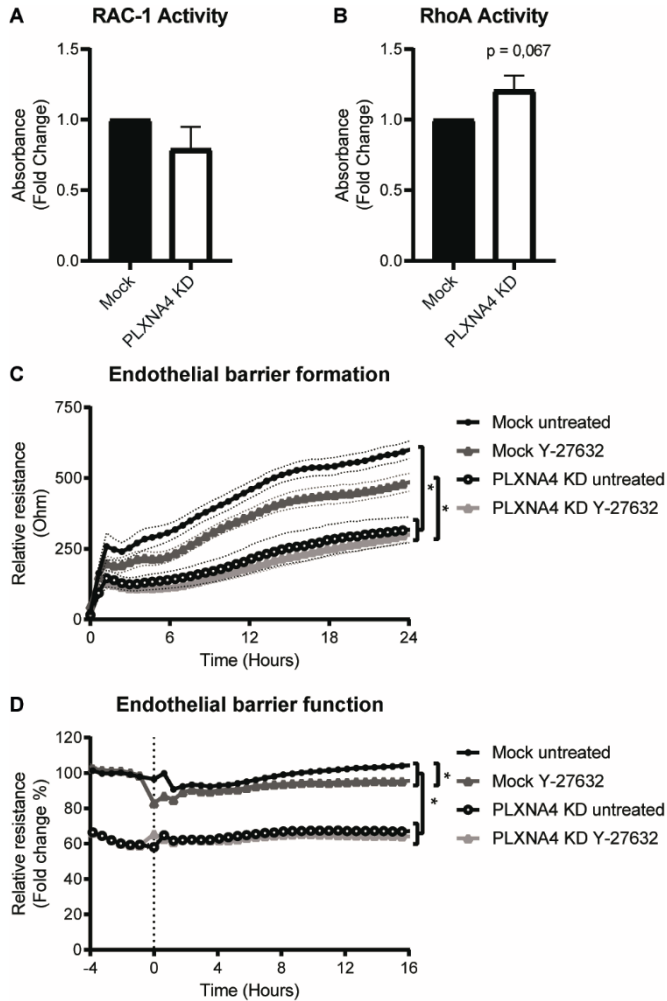 A RAC-1 Activity
1.5
1.0
0.5
0.0
Absorbance
(Fold Change)
Mock
PLXNA4 KD
B RhoA Activity
p = 0,067
1.5
1.0
0.5
0.0
Absorbance
(Fold Change)
Mock
PLXNA4 KD
C Endothelial barrier formation
750
500
250
0
Relative resistance
(Ohm)
0 6 12 18 24
Time (Hours)
Mock untreated
Mock Y-27632
PLXNA4 KD untreated
PLXNA4 KD Y-27632
*
*
D Endothelial barrier function
120
100
80
60
40
20
0
Relative resistance
(Fold change %)
-4 0 4 8 12 16
Time (Hours)
Mock untreated
Mock Y-27632
PLXNA4 KD untreated
PLXNA4 KD Y-27632
*
*